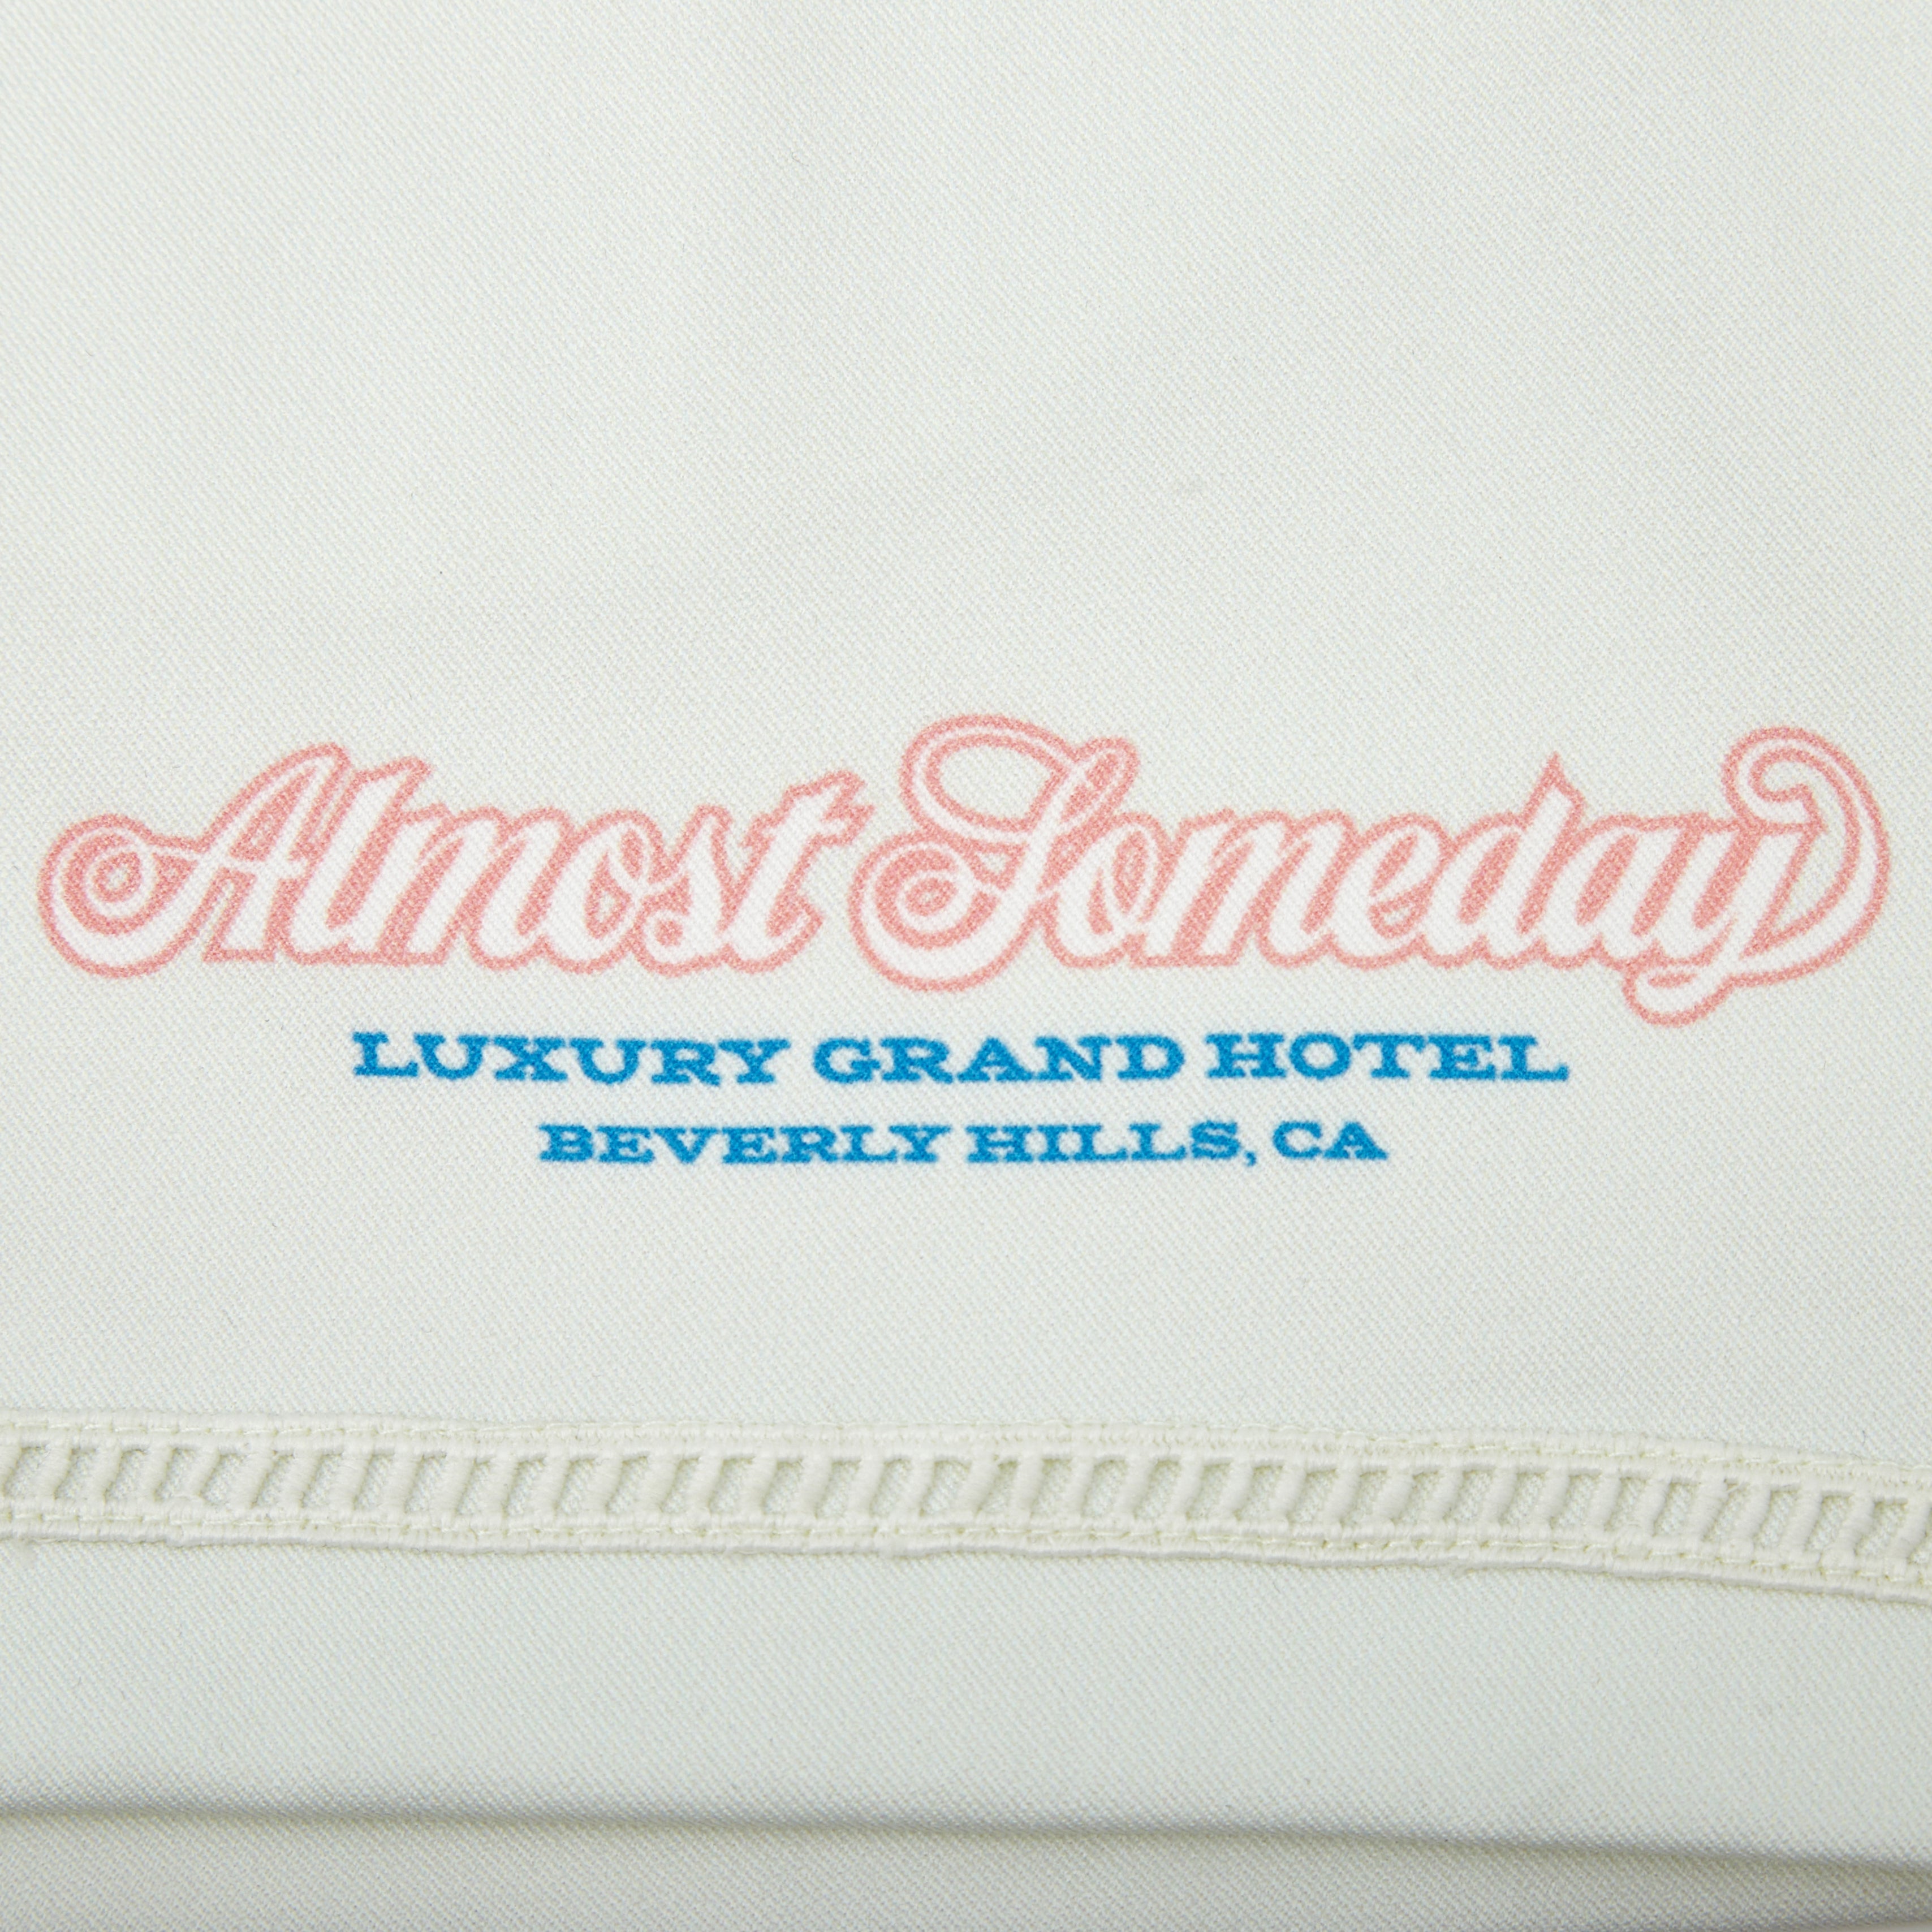 Almost Someday
LUXURY GRAND HOTEL
BEVERLY HILLS, CA